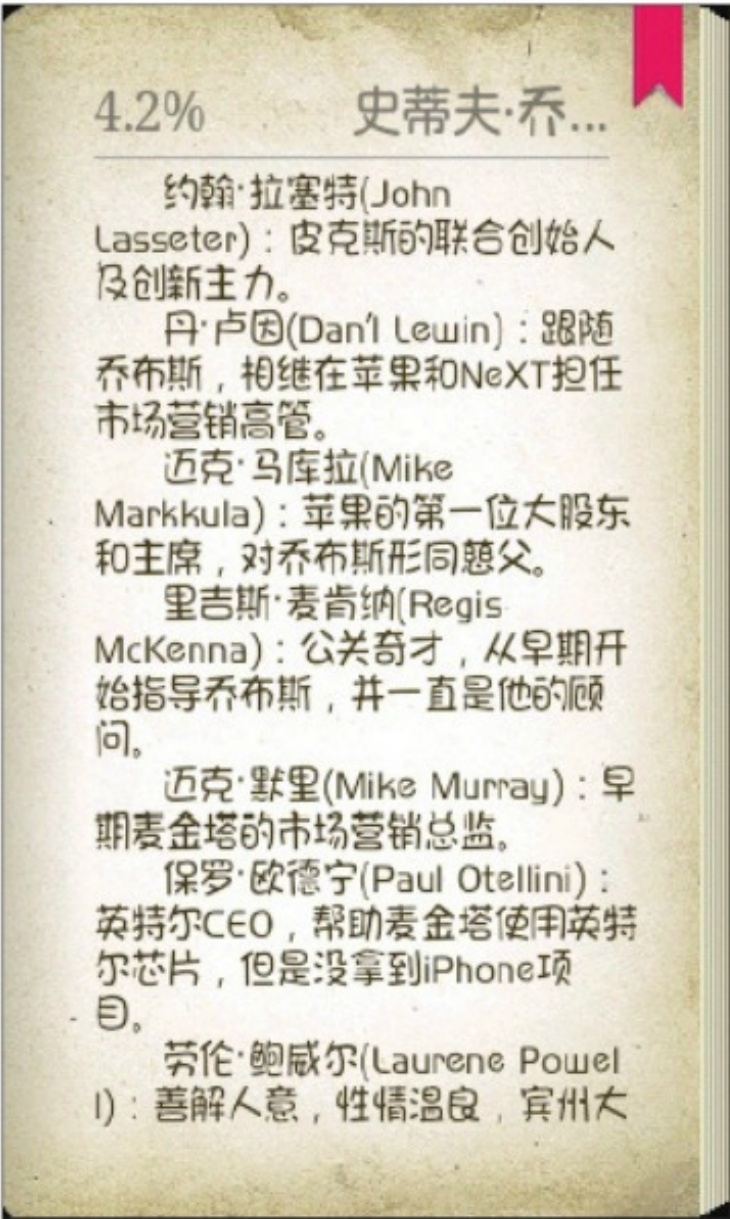 4.2% 史蒂夫·乔...
约翰·拉塞特(John
Lasseter)：皮克斯的联合创始人
及创新主力。
丹·卢因(Dan'l Lewin)：跟随
乔布斯，相继在苹果和NeXT担任
市场营销高管。
迈克·马库拉(Mike
Markkula)：苹果的第一位大股东
和主席，对乔布斯形同慈父。
里吉斯·麦肯纳(Regis
McKenna)：公关奇才，从早期开
始指导乔布斯，并一直是他的顾
问。
迈克·默里(Mike Murray)：早
期麦金塔的市场营销总监。
保罗·欧德宁(Paul Otellini)：
英特尔CEO，帮助麦金塔使用英特
尔芯片，但是没拿到iPhone项
目。
劳伦·鲍威尔(Laurene Powel
l)：善解人意，性情温良，宾州大